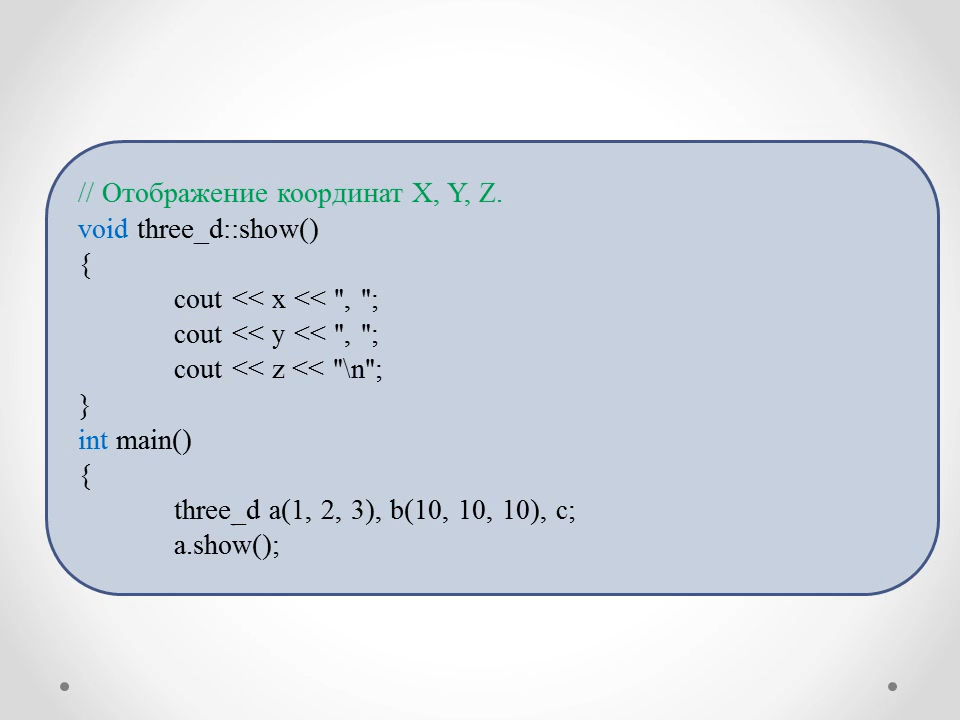 // Отображение координат X, Y, Z.
void three_d::show()
{
cout << x << ", ";
cout << y << ", ";
cout << z << "\n";
}
int main()
{
three_d a(1, 2, 3), b(10, 10, 10), c;
a.show();